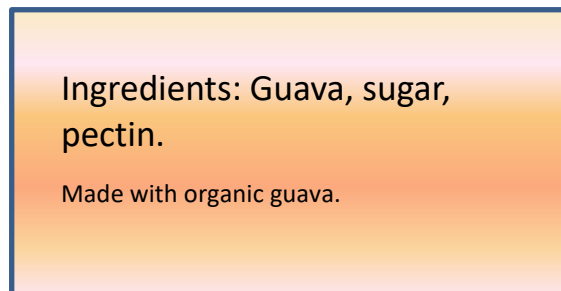 Ingredients: Guava, sugar,
pectin.
Made with organic guava.